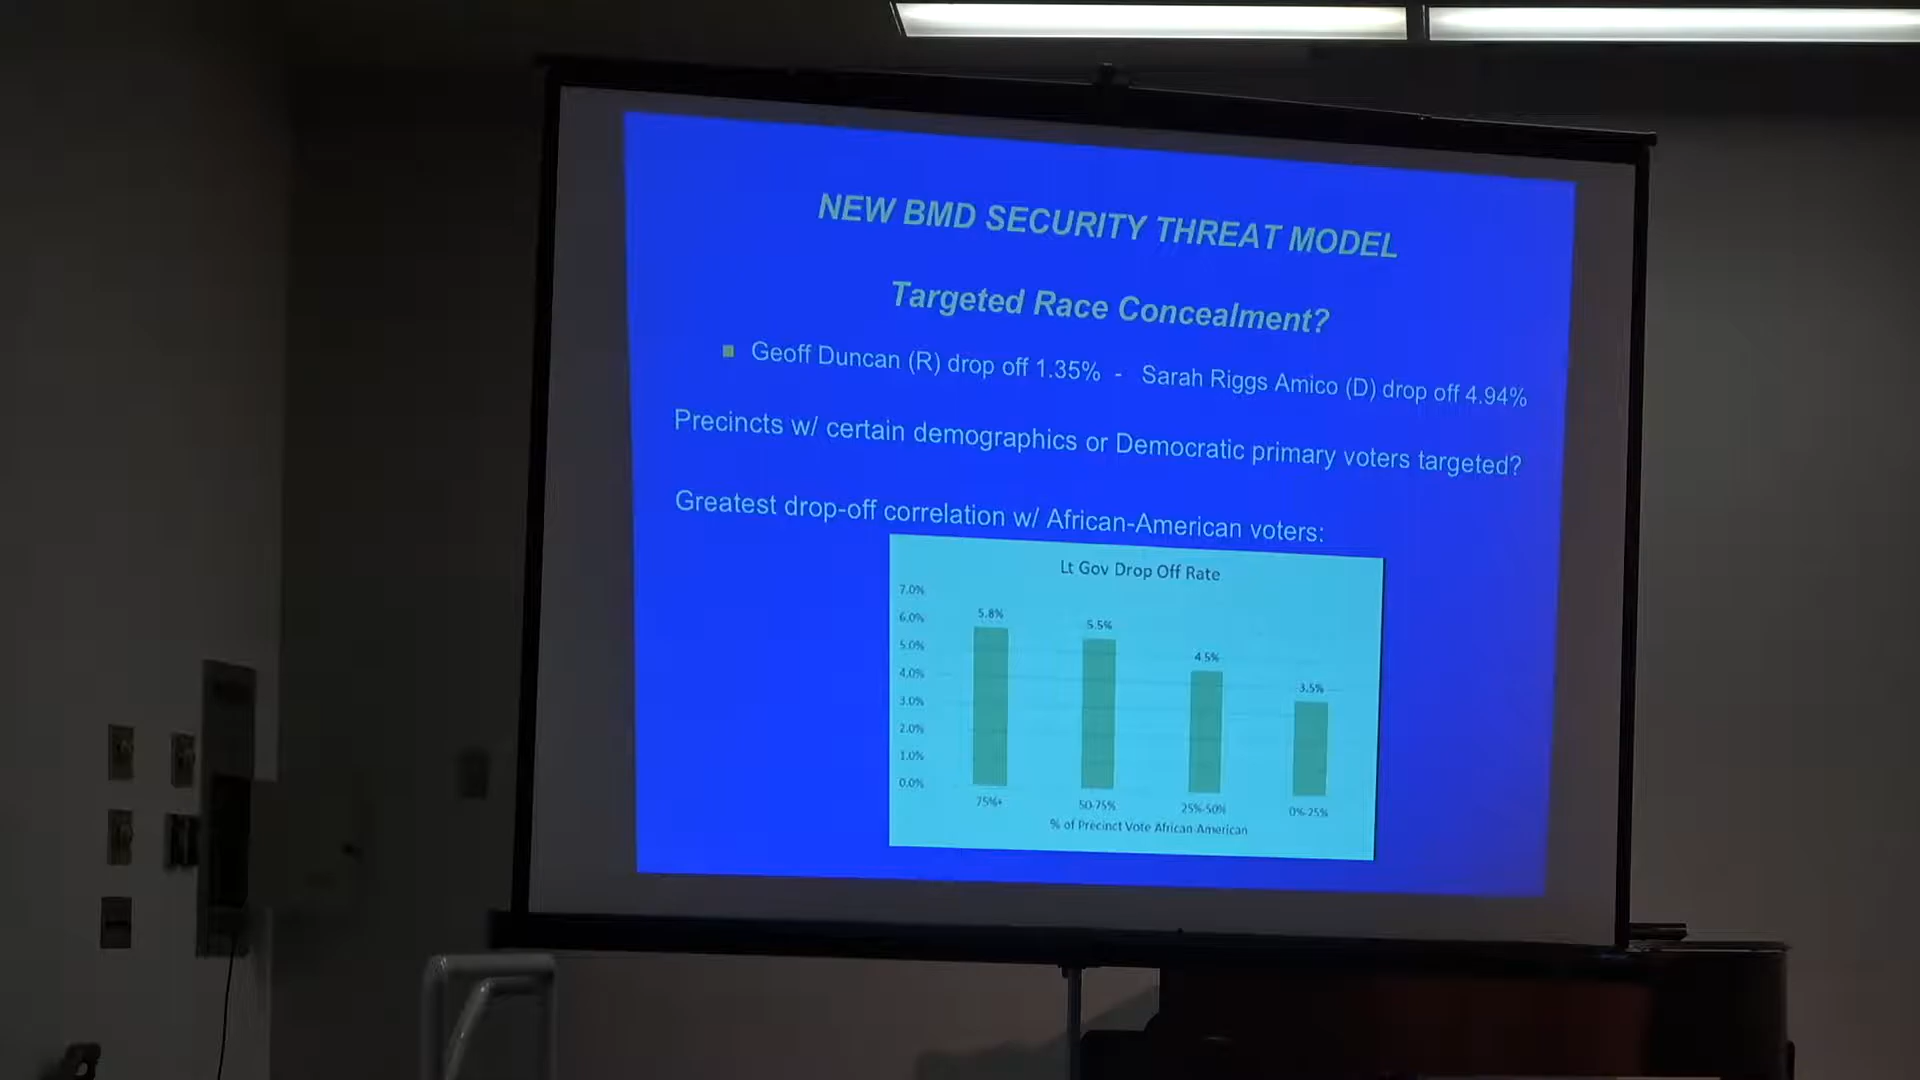 NEW BMD SECURITY THREAT MODEL
Targeted Race Concealment?
Geoff Duncan (R) drop off 1.35% - Sarah Riggs Amico (D) drop off 4.94%
Precincts w/ certain demographics or Democratic primary voters targeted?
Greatest drop-off correlation w/ African-American voters:
Lt Gov Drop Off Rate
7.0%
6.0%
5.0%
4.0%
3.0%
2.0%
1.0%
0.0%
5.8%
5.5%
4.5%
3.5%
75%+
50-75%
25%-50%
0%-25%
% of Precinct Vote African-American